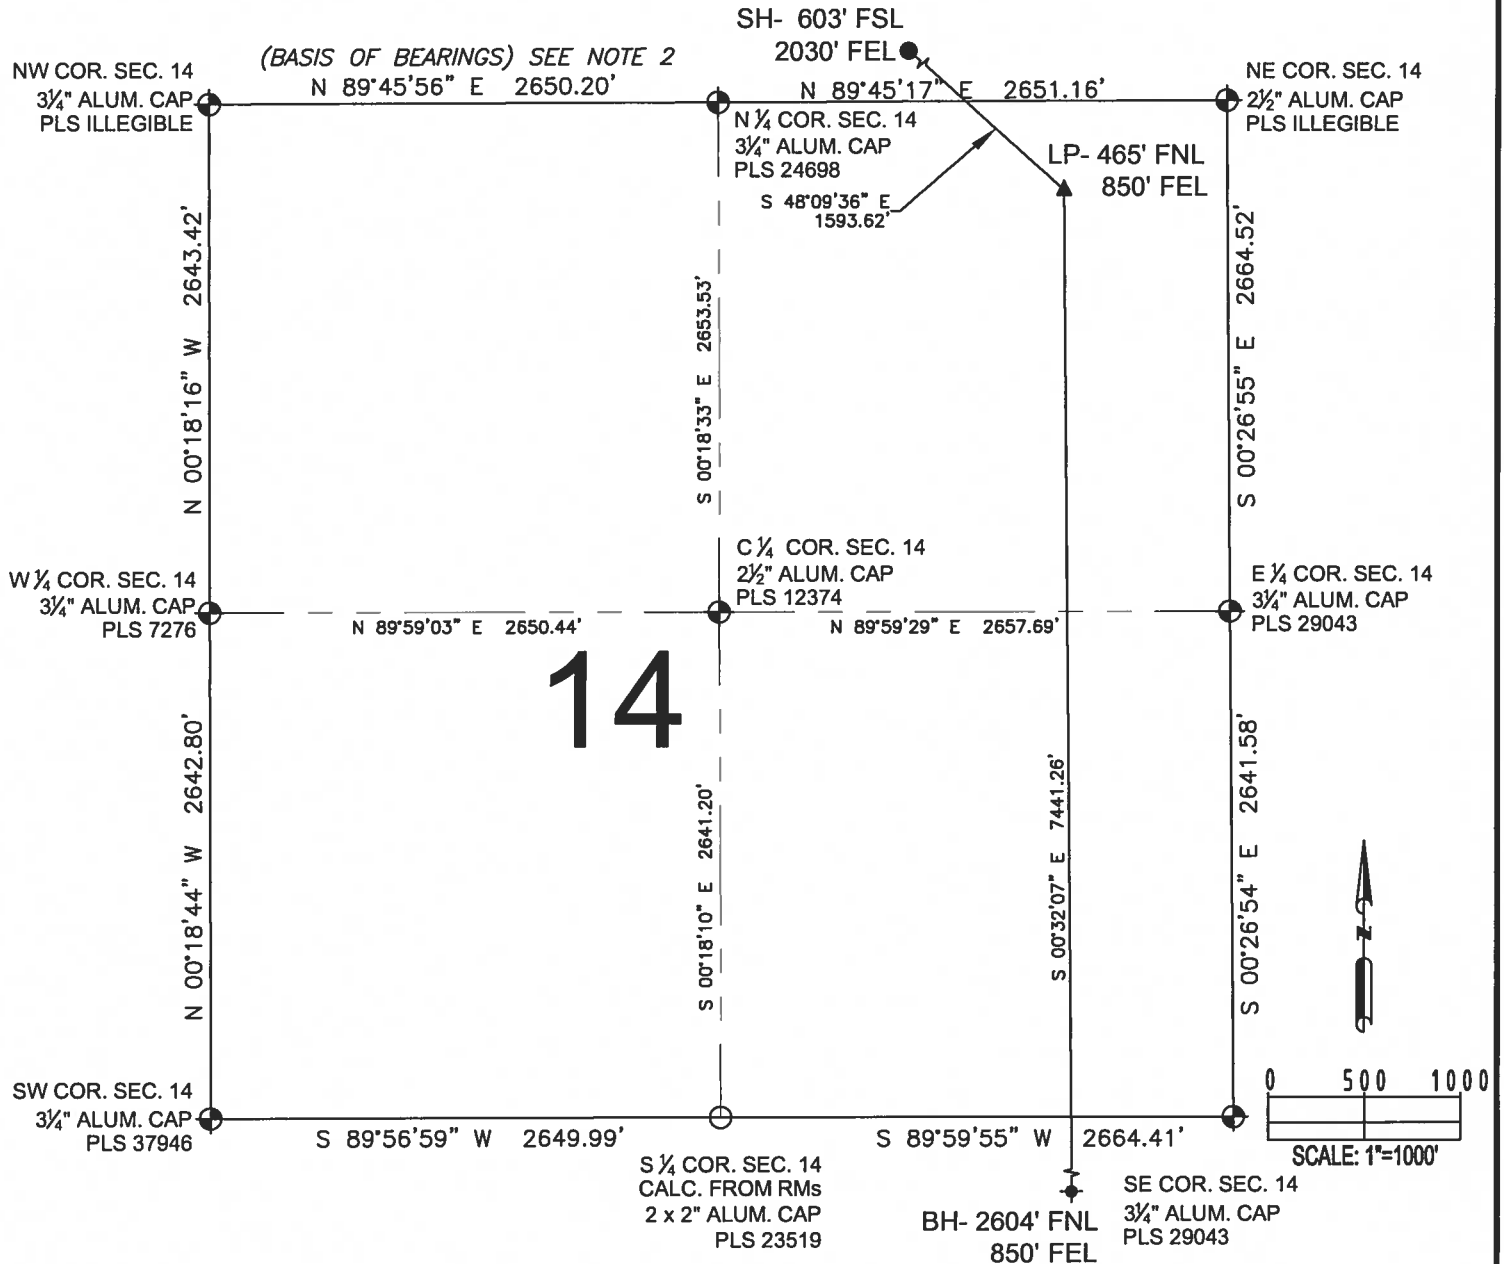 SH- 603' FSL
2030' FEL
(BASIS OF BEARINGS) SEE NOTE 2
N 89°45'56" E 2650.20'
N 89°45'17" E 2651.16'
NW COR. SEC. 14
3¼" ALUM. CAP
PLS ILLEGIBLE
N ¼ COR. SEC. 14
3¼" ALUM. CAP
PLS 24698
NE COR. SEC. 14
2½" ALUM. CAP
PLS ILLEGIBLE
LP- 465' FNL
850' FEL
S 48°09'36" E
1593.62'
N 00°18'16" W 2643.42'
S 00°18'33" E 2653.53'
S 00°26'55" E 2664.52'
W ¼ COR. SEC. 14
3¼" ALUM. CAP
PLS 7276
C ¼ COR. SEC. 14
2½" ALUM. CAP
PLS 12374
E ¼ COR. SEC. 14
3¼" ALUM. CAP
PLS 29043
N 89°59'03" E 2650.44'
N 89°59'29" E 2657.69'
14
N 00°18'44" W 2642.80'
S 00°18'10" E 2641.20'
S 00°32'07" E 7441.26'
S 00°26'54" E 2641.58'
N
0 500 1000
SCALE: 1"=1000'
SW COR. SEC. 14
3¼" ALUM. CAP
PLS 37946
S 89°56'59" W 2649.99'
S 89°59'55" W 2664.41'
S ¼ COR. SEC. 14
CALC. FROM RMs
2 x 2" ALUM. CAP
PLS 23519
BH- 2604' FNL
850' FEL
SE COR. SEC. 14
3¼" ALUM. CAP
PLS 29043